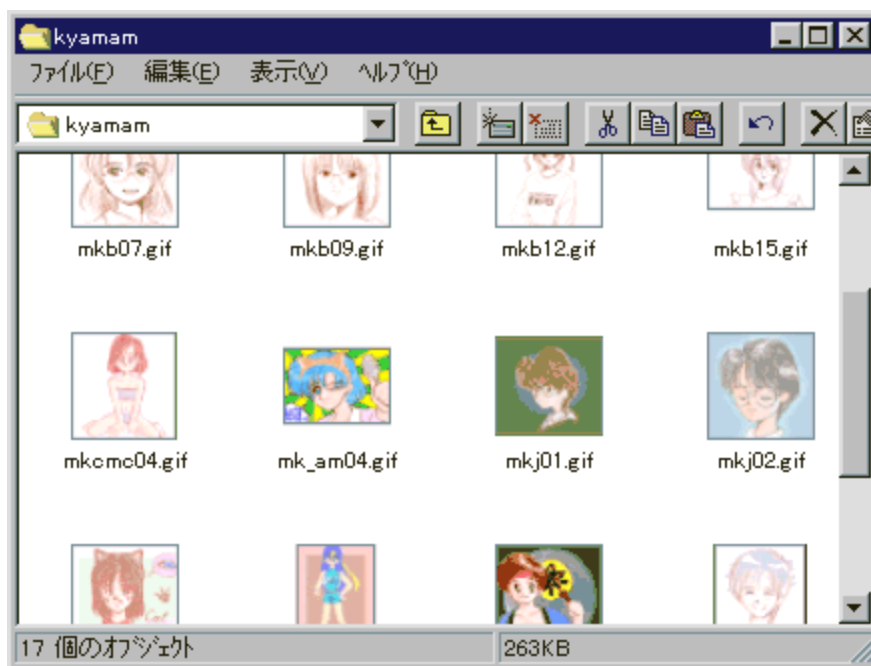 kyamam
ファイル(F) 編集(E) 表示(V) ヘルプ(H)
kyamam
mkb07.gif mkb09.gif mkb12.gif mkb15.gif
mkcmc04.gif mk_am04.gif mkj01.gif mkj02.gif
17 個のオブジェクト 263KB